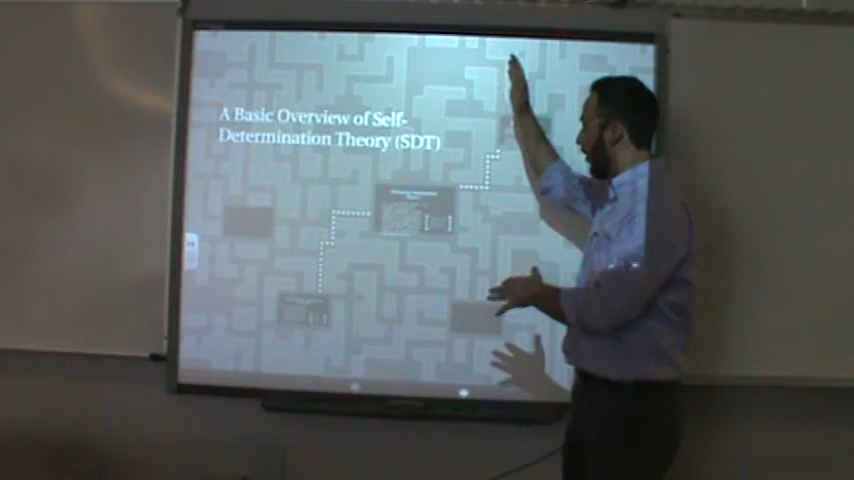 A Basic Overview of Self-
Determination Theory (SDT)